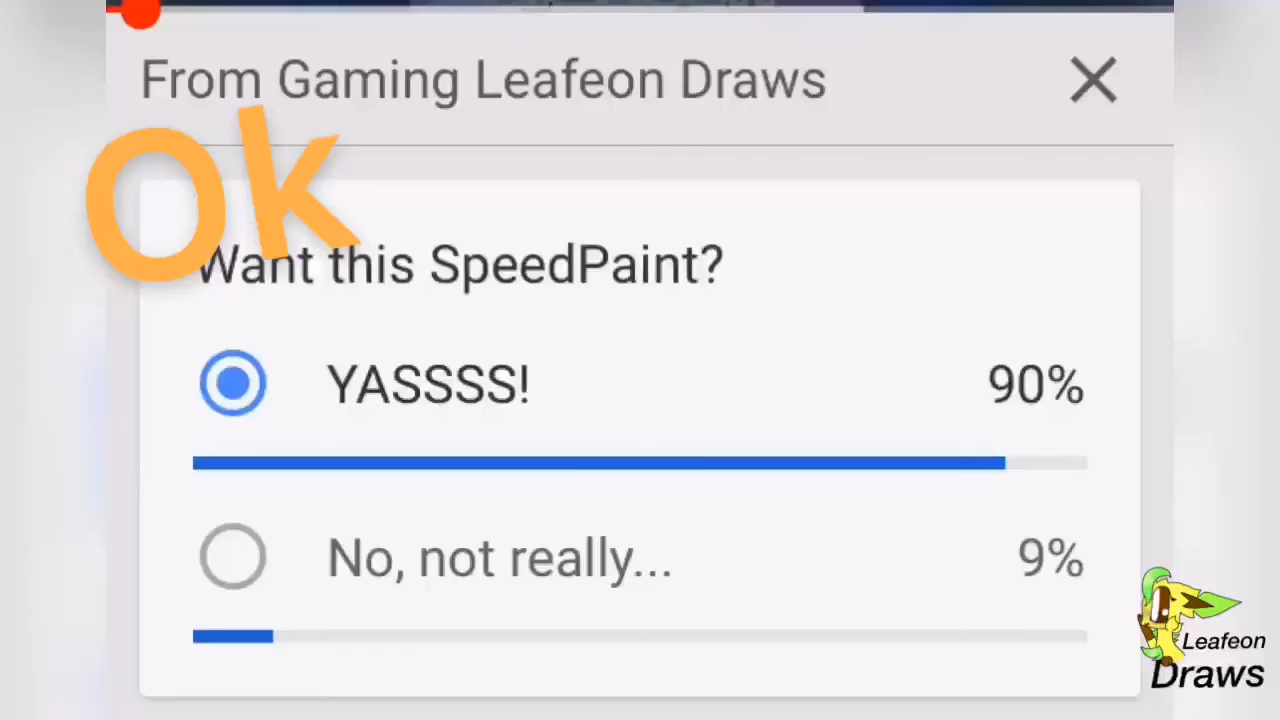 From Gaming Leafeon Draws
Ok
Want this SpeedPaint?
YASSSS! 90%
No, not really... 9%
Leafeon
Draws